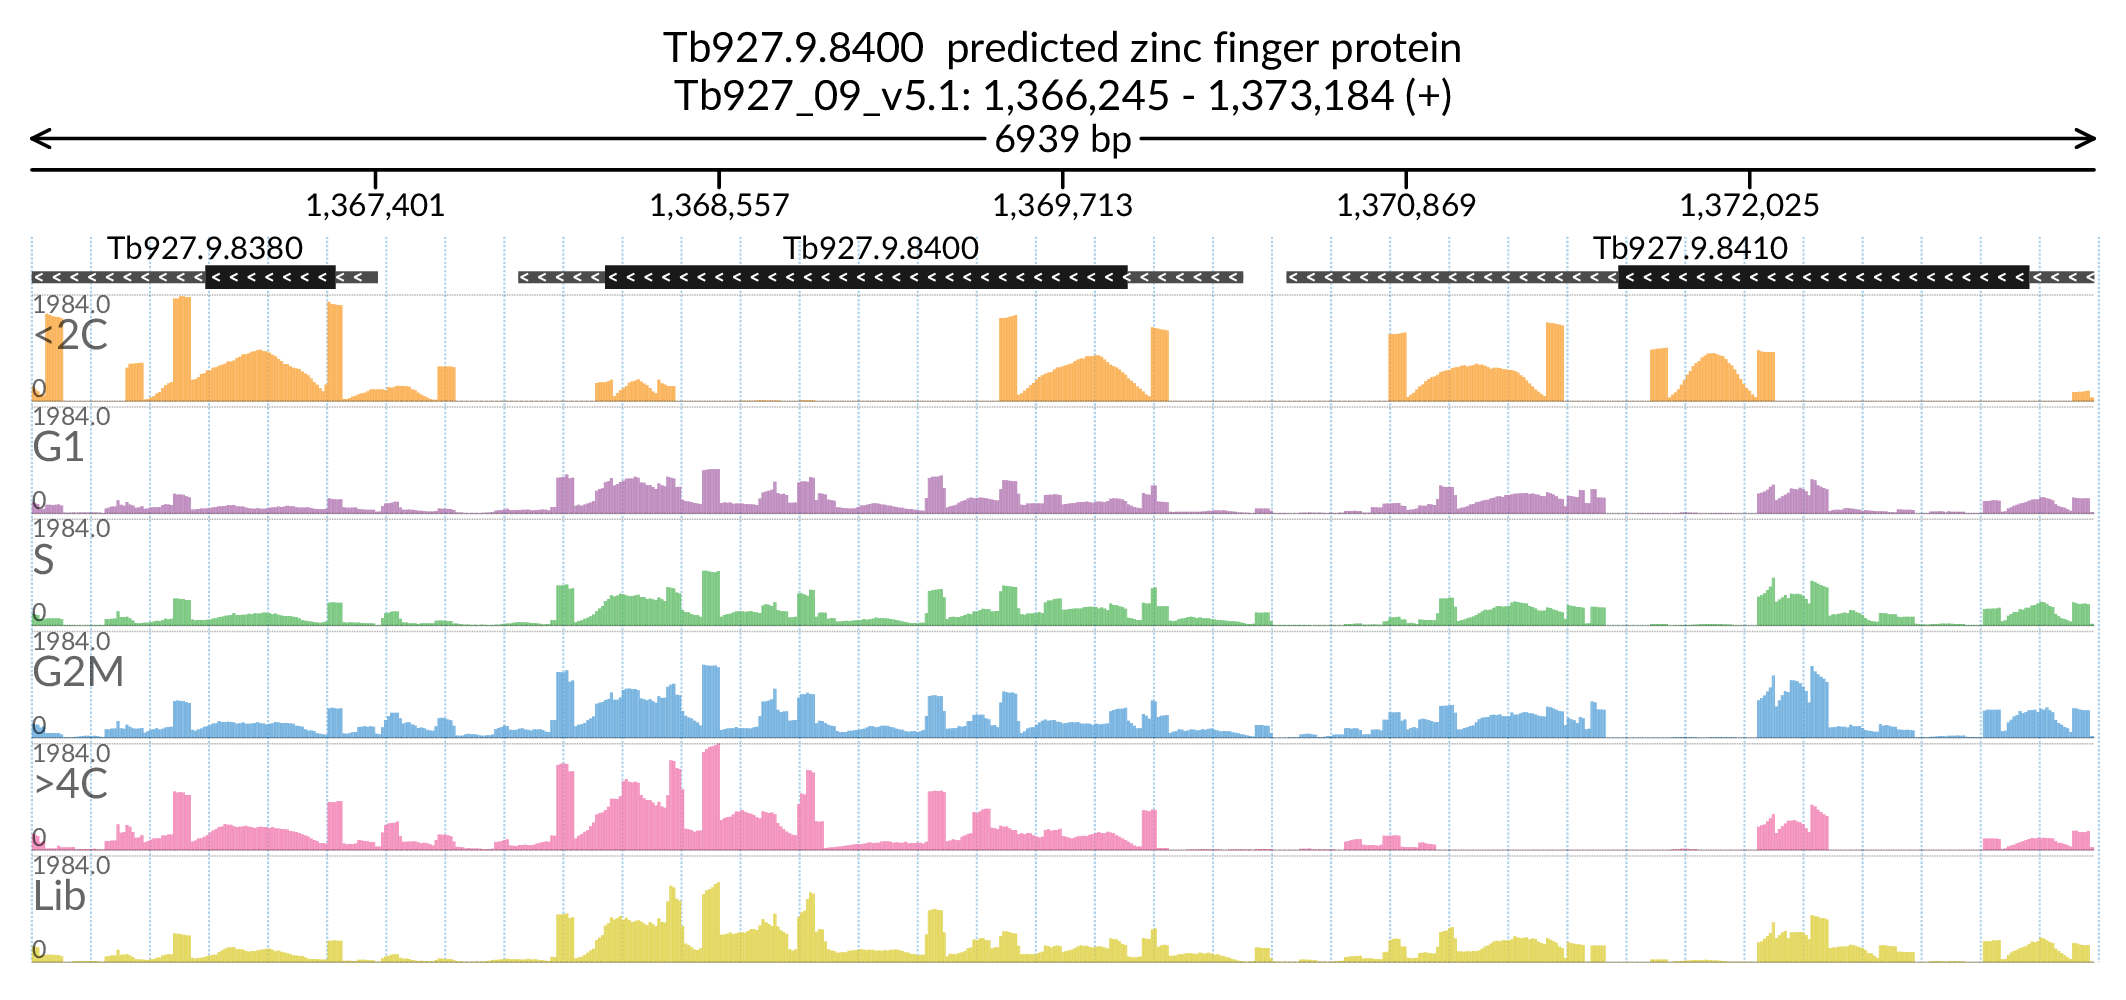 Tb927.9.8400  predicted zinc finger protein
Tb927_09_v5.1: 1,366,245 - 1,373,184 (+)
6939 bp
1,367,401 1,368,557 1,369,713 1,370,869 1,372,025
Tb927.9.8380 Tb927.9.8400 Tb927.9.8410
1984.0
<2C
0
1984.0
G1
0
1984.0
S
0
1984.0
G2M
0
1984.0
>4C
0
1984.0
Lib
0